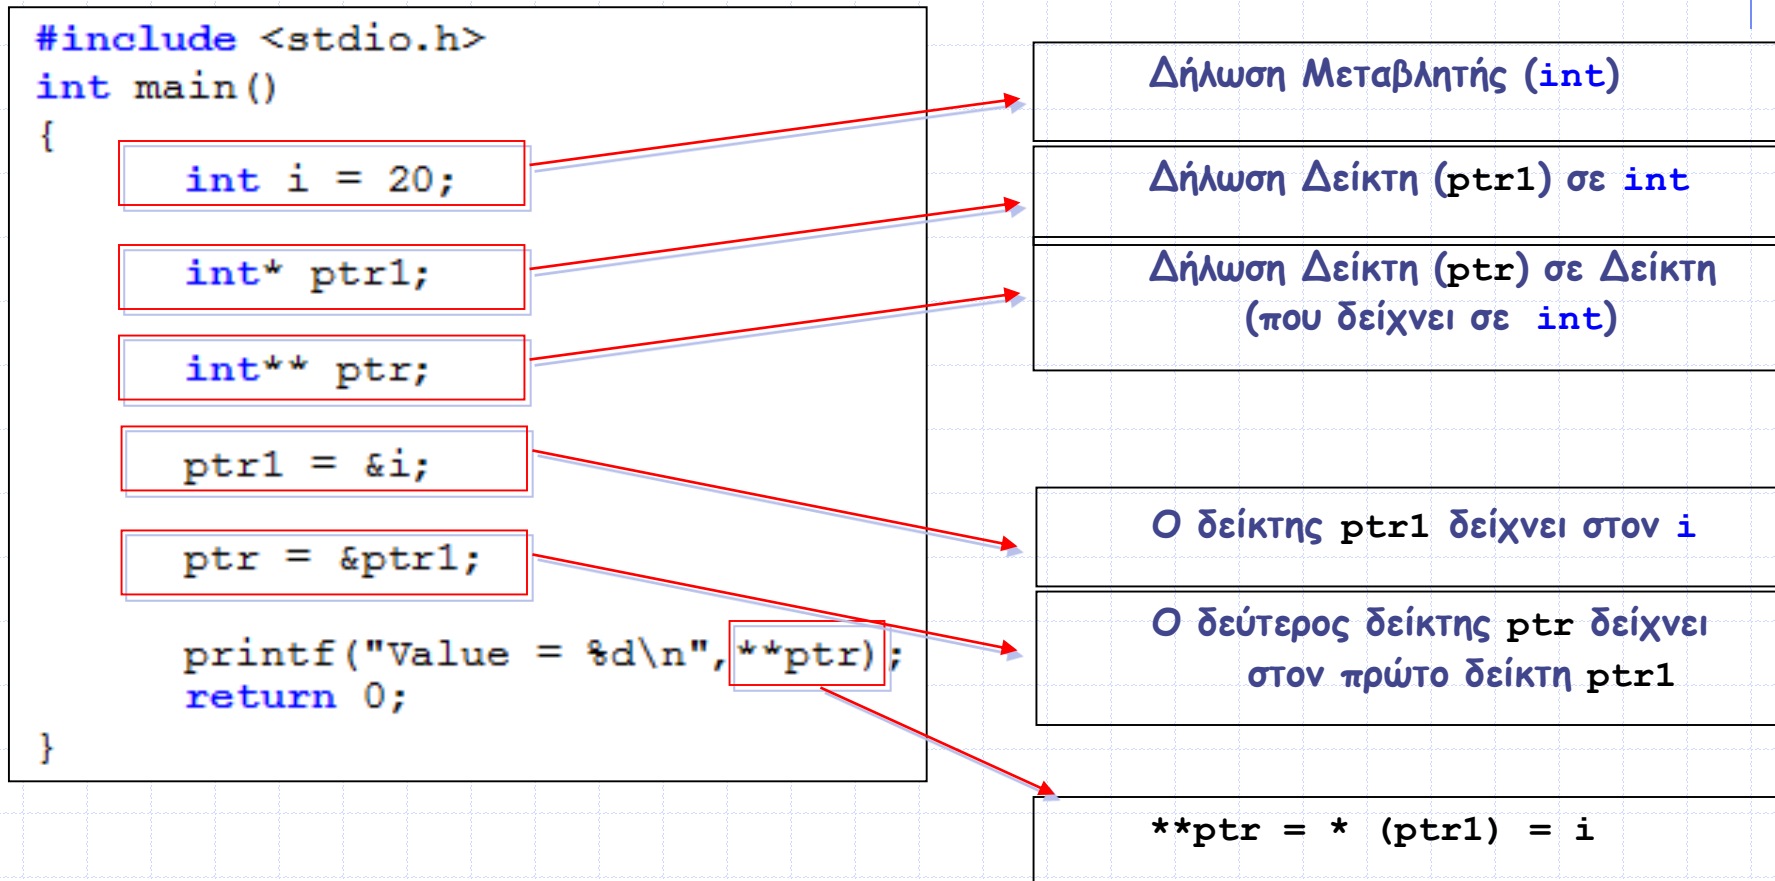 #include <stdio.h>
int main()
{
int i = 20;
int* ptr1;
int** ptr;
ptr1 = &i;
ptr = &ptr1;
printf("Value = %d\n",**ptr);
return 0;
}
Δήλωση Μεταβλητής (int)
Δήλωση Δείκτη (ptr1) σε int
Δήλωση Δείκτη (ptr) σε Δείκτη
(που δείχνει σε int)
Ο δείκτης ptr1 δείχνει στον i
Ο δεύτερος δείκτης ptr δείχνει
στον πρώτο δείκτη ptr1
**ptr = * (ptr1) = i